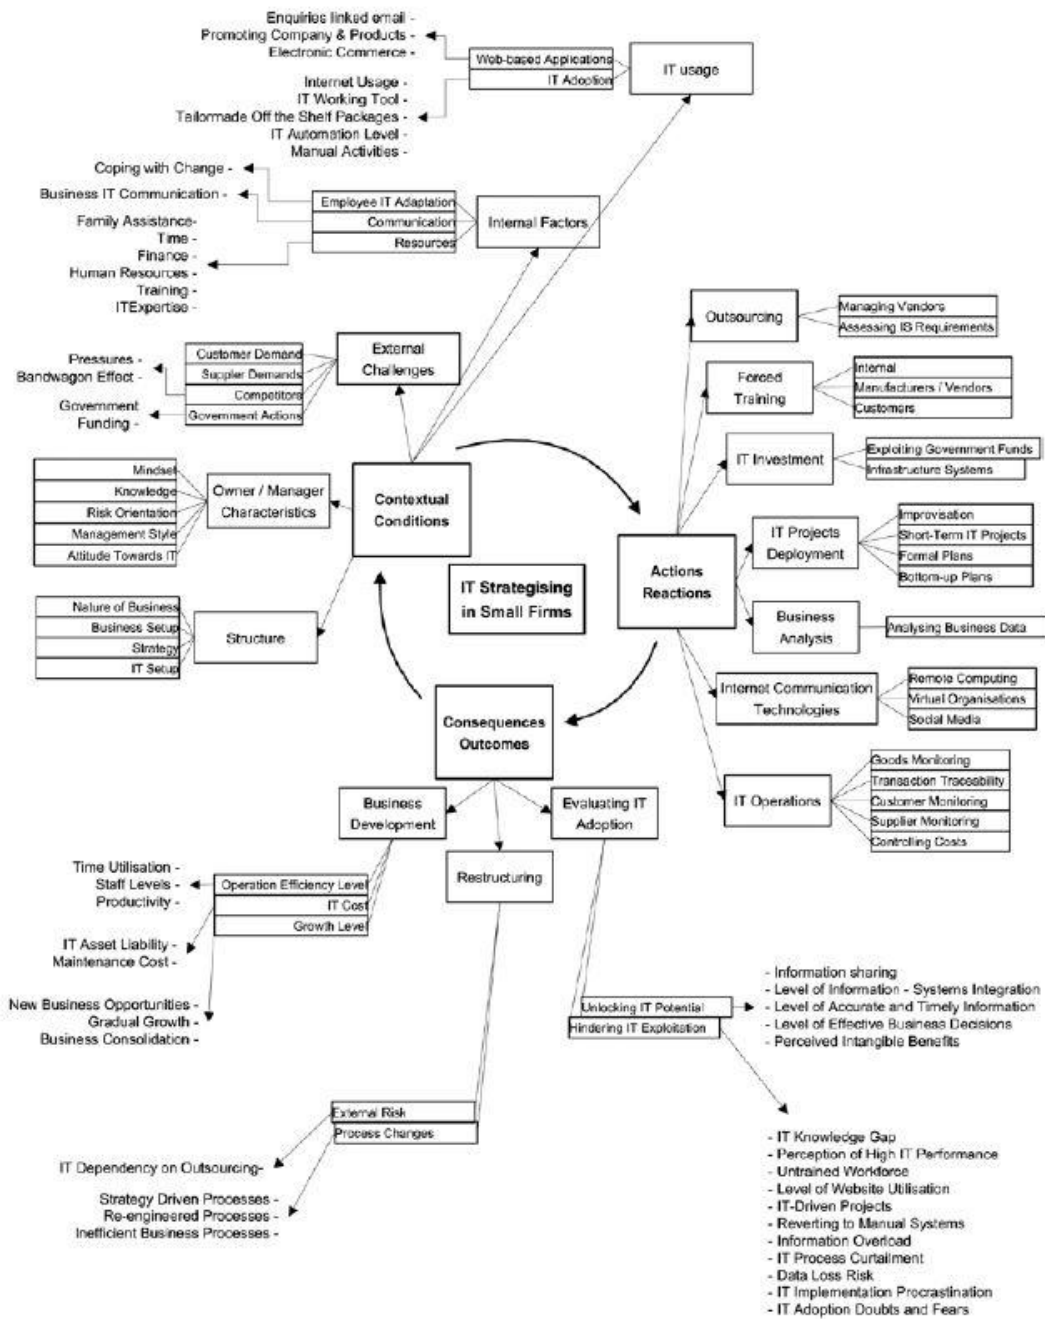 Enquiries linked email -
Promoting Company & Products -
Electronic Commerce -
Web-based Applications
IT Adoption
IT usage
Internet Usage -
IT Working Tool -
Tailormade Off the Shelf Packages -
IT Automation Level -
Manual Activities -
Coping with Change -
Business IT Communication -
Family Assistance-
Time -
Finance -
Human Resources -
Training -
ITExpertise -
Employee IT Adaptation
Communication
Resources
Internal Factors
Pressures -
Bandwagon Effect -
Government
Funding -
Customer Demand
Suppler Demands
Competitors
Government Actions
External
Challenges
Mindset
Knowledge
Risk Orientation
Management Style
Attitude Towards IT
Owner / Manager
Characteristics
Contextual
Conditions
Nature of Business
Business Setup
Strategy
IT Setup
Structure
IT Strategising
in Small Firms
Actions
Reactions
Outsourcing
Managing Vendors
Assessing IS Requirements
Forced
Training
Internal
Manufacturers / Vendors
Customers
IT Investment
Exploiting Government Funds
Infrastructure Systems
IT Projects
Deployment
Improvisation
Short-Term IT Projects
Formal Plans
Bottom-up Plans
Business
Analysis
Analysing Business Data
Internet Communication
Technologies
Remote Computing
Virtual Organisations
Social Media
IT Operations
Goods Monitoring
Transaction Traceability
Customer Monitoring
Supplier Monitoring
Controlling Costs
Consequences
Outcomes
Business
Development
Evaluating IT
Adoption
Restructuring
Time Utilisation -
Staff Levels -
Productivity -
Operation Efficiency Level
IT Cost
Growth Level
IT Asset Liability -
Maintenance Cost -
New Business Opportunities -
Gradual Growth -
Business Consolidation -
Unlocking IT Potential
Hindering IT Exploitation
- Information sharing
- Level of Information - Systems Integration
- Level of Accurate and Timely Information
- Level of Effective Business Decisions
- Perceived Intangible Benefits
External Risk
Process Changes
IT Dependency on Outsourcing-
Strategy Driven Processes -
Re-engineered Processes -
Inefficient Business Processes -
- IT Knowledge Gap
- Perception of High IT Performance
- Untrained Workforce
- Level of Website Utilisation
- IT-Driven Projects
- Reverting to Manual Systems
- Information Overload
- IT Process Curtailment
- Data Loss Risk
- IT Implementation Procrastination
- IT Adoption Doubts and Fears